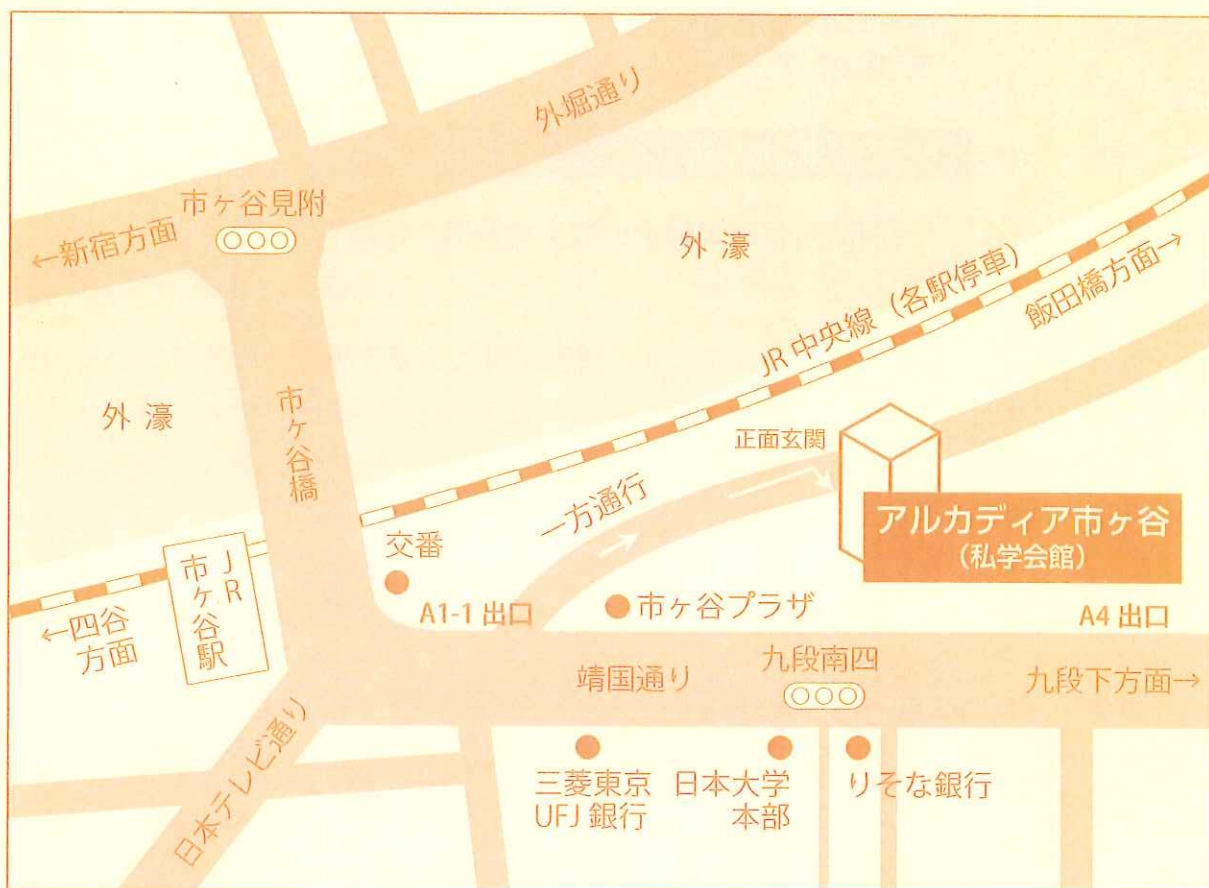 外堀通り
市ヶ谷見附
←新宿方面
外 濠
飯田橋方面→
JR 中央線（各駅停車）
外 濠
市ヶ谷橋
正面玄関
一方通行
アルカディア市ヶ谷
（私学会館）
交番
JR
市ヶ谷駅
A1-1 出口
市ヶ谷プラザ
A4 出口
←四谷
方面
靖国通り
九段南四
九段下方面→
日本テレビ通り
三菱東京
UFJ 銀行
日本大学
本部
りそな銀行